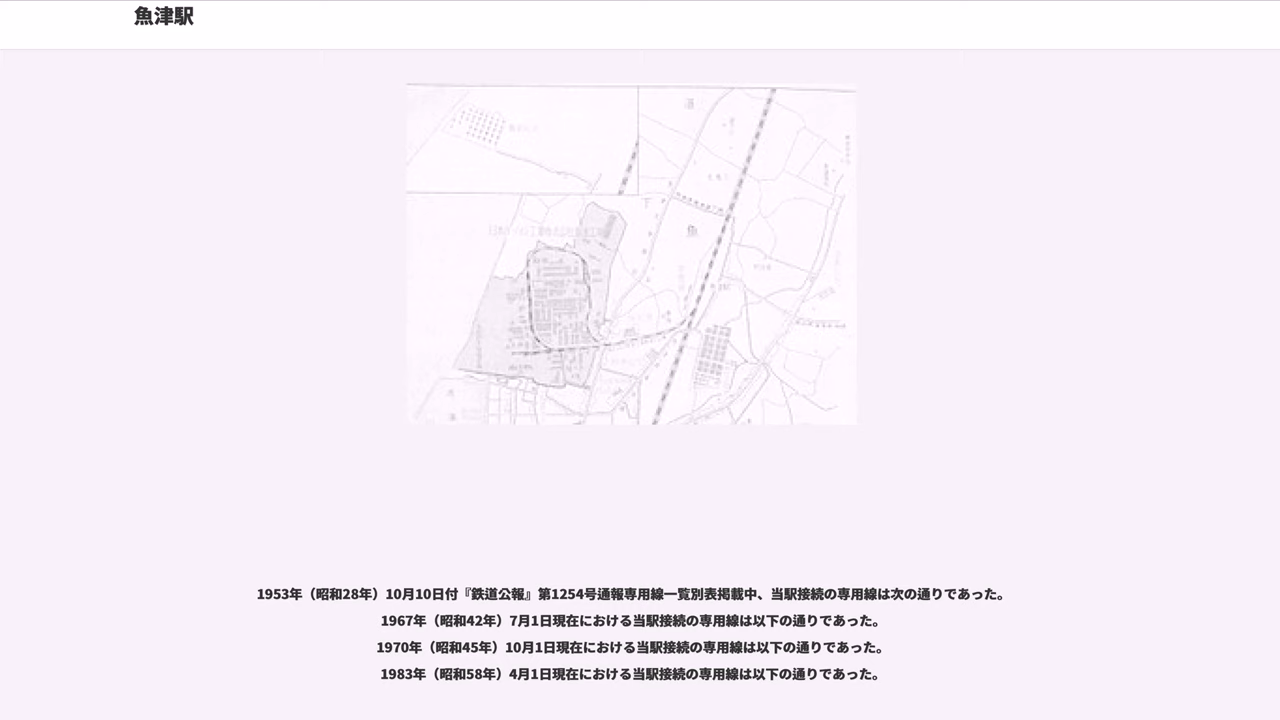 魚津駅
1953年（昭和28年）10月10日付『鉄道公報』第1254号通報専用線一覧別表掲載中、当駅接続の専用線は次の通りであった。
1967年（昭和42年）7月1日現在における当駅接続の専用線は以下の通りであった。
1970年（昭和45年）10月1日現在における当駅接続の専用線は以下の通りであった。
1983年（昭和58年）4月1日現在における当駅接続の専用線は以下の通りであった。